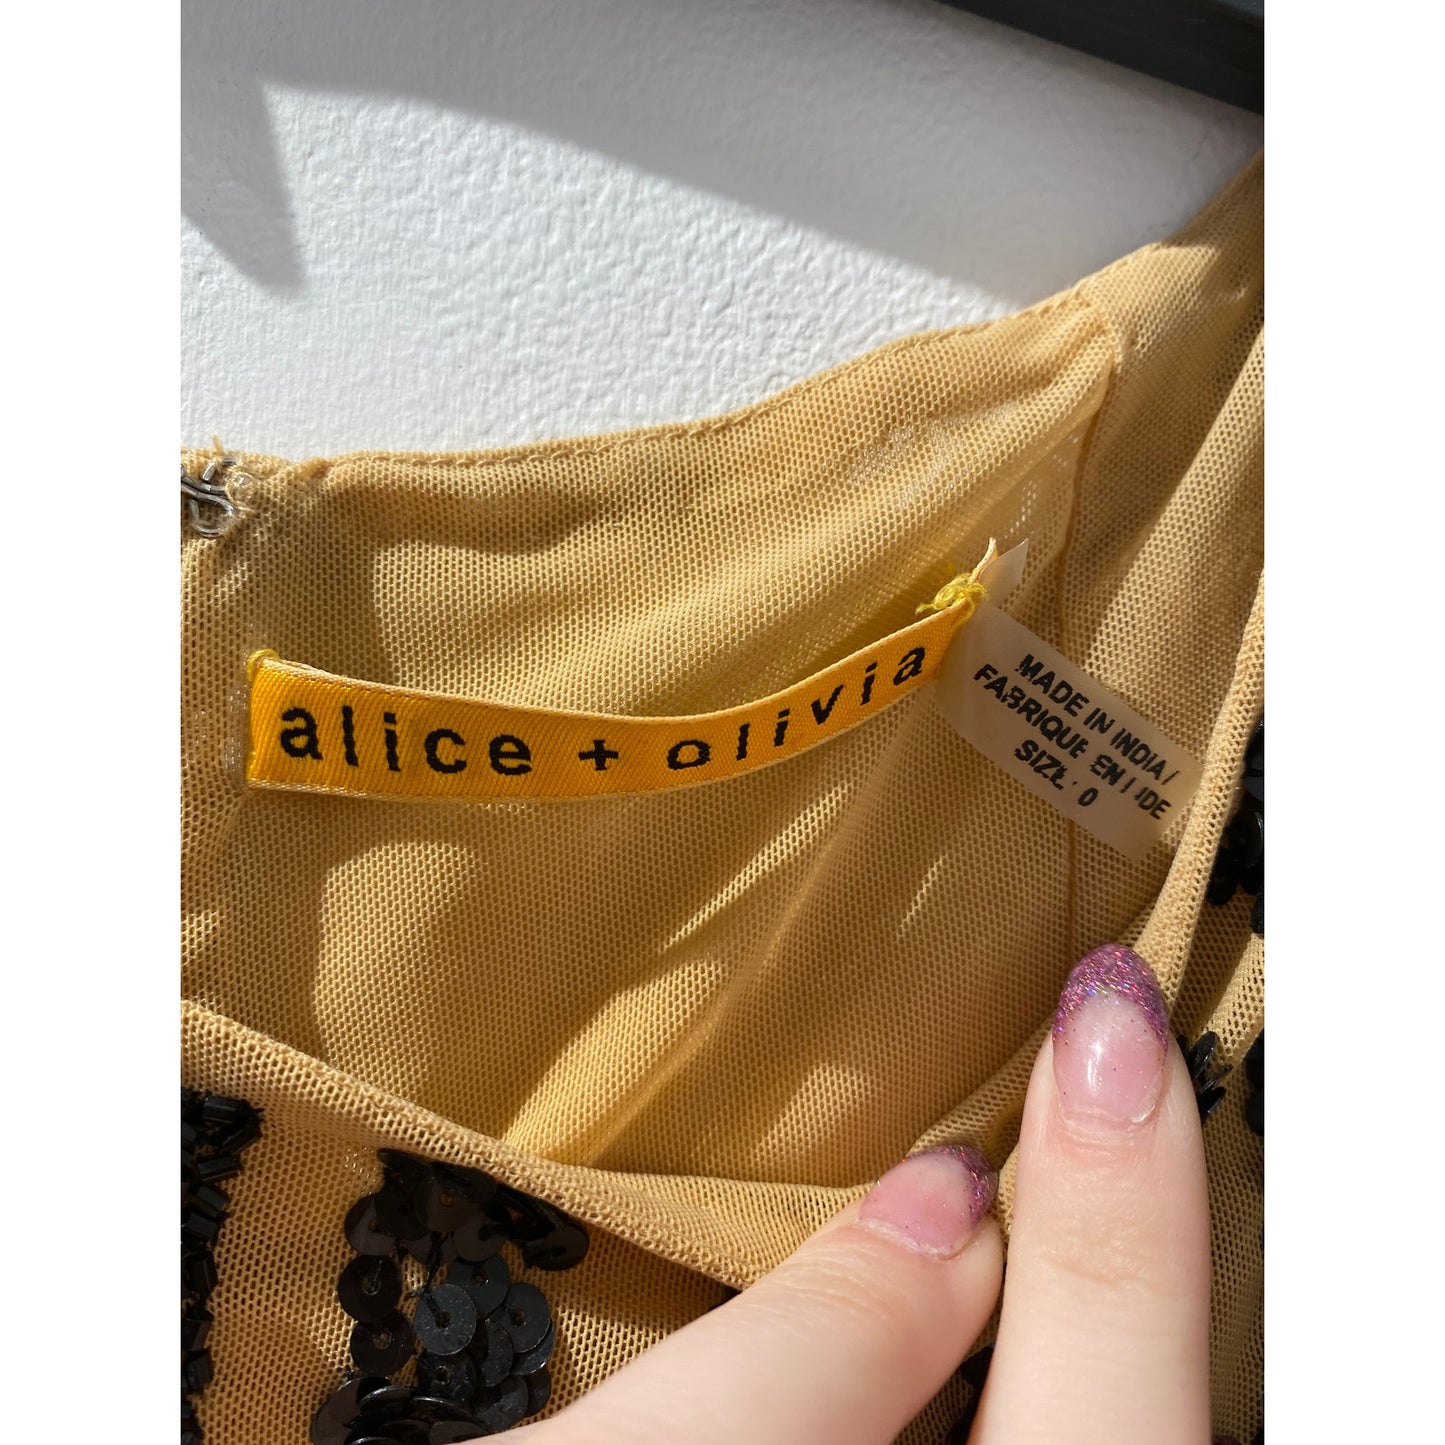 alice + olivia
MADE IN INDIA/
FABRIQUE EN INDE
SIZE: 0